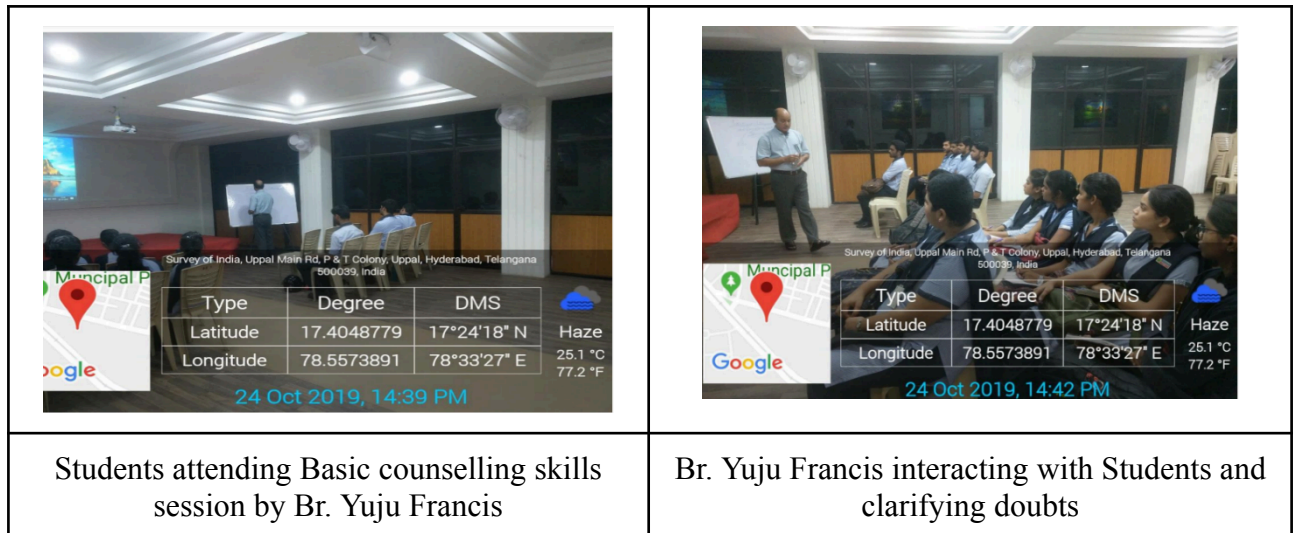 Survey of India, Uppal Main Rd, P & T Colony, Uppal, Hyderabad, Telangana
500039, India
Muncipal P
ogle
Type Degree DMS
Latitude 17.4048779 17°24'18" N
Longitude 78.5573891 78°33'27" E
Haze
25.1 °C
77.2 °F
24 Oct 2019, 14:39 PM
Survey of India, Uppal Main Rd, P & T Colony, Uppal, Hyderabad, Telangana
500039, India
Muncipal P
Google
Type Degree DMS
Latitude 17.4048779 17°24'18" N
Longitude 78.5573891 78°33'27" E
Haze
25.1 °C
77.2 °F
24 Oct 2019, 14:42 PM
Students attending Basic counselling skills
session by Br. Yuju Francis
Br. Yuju Francis interacting with Students and
clarifying doubts